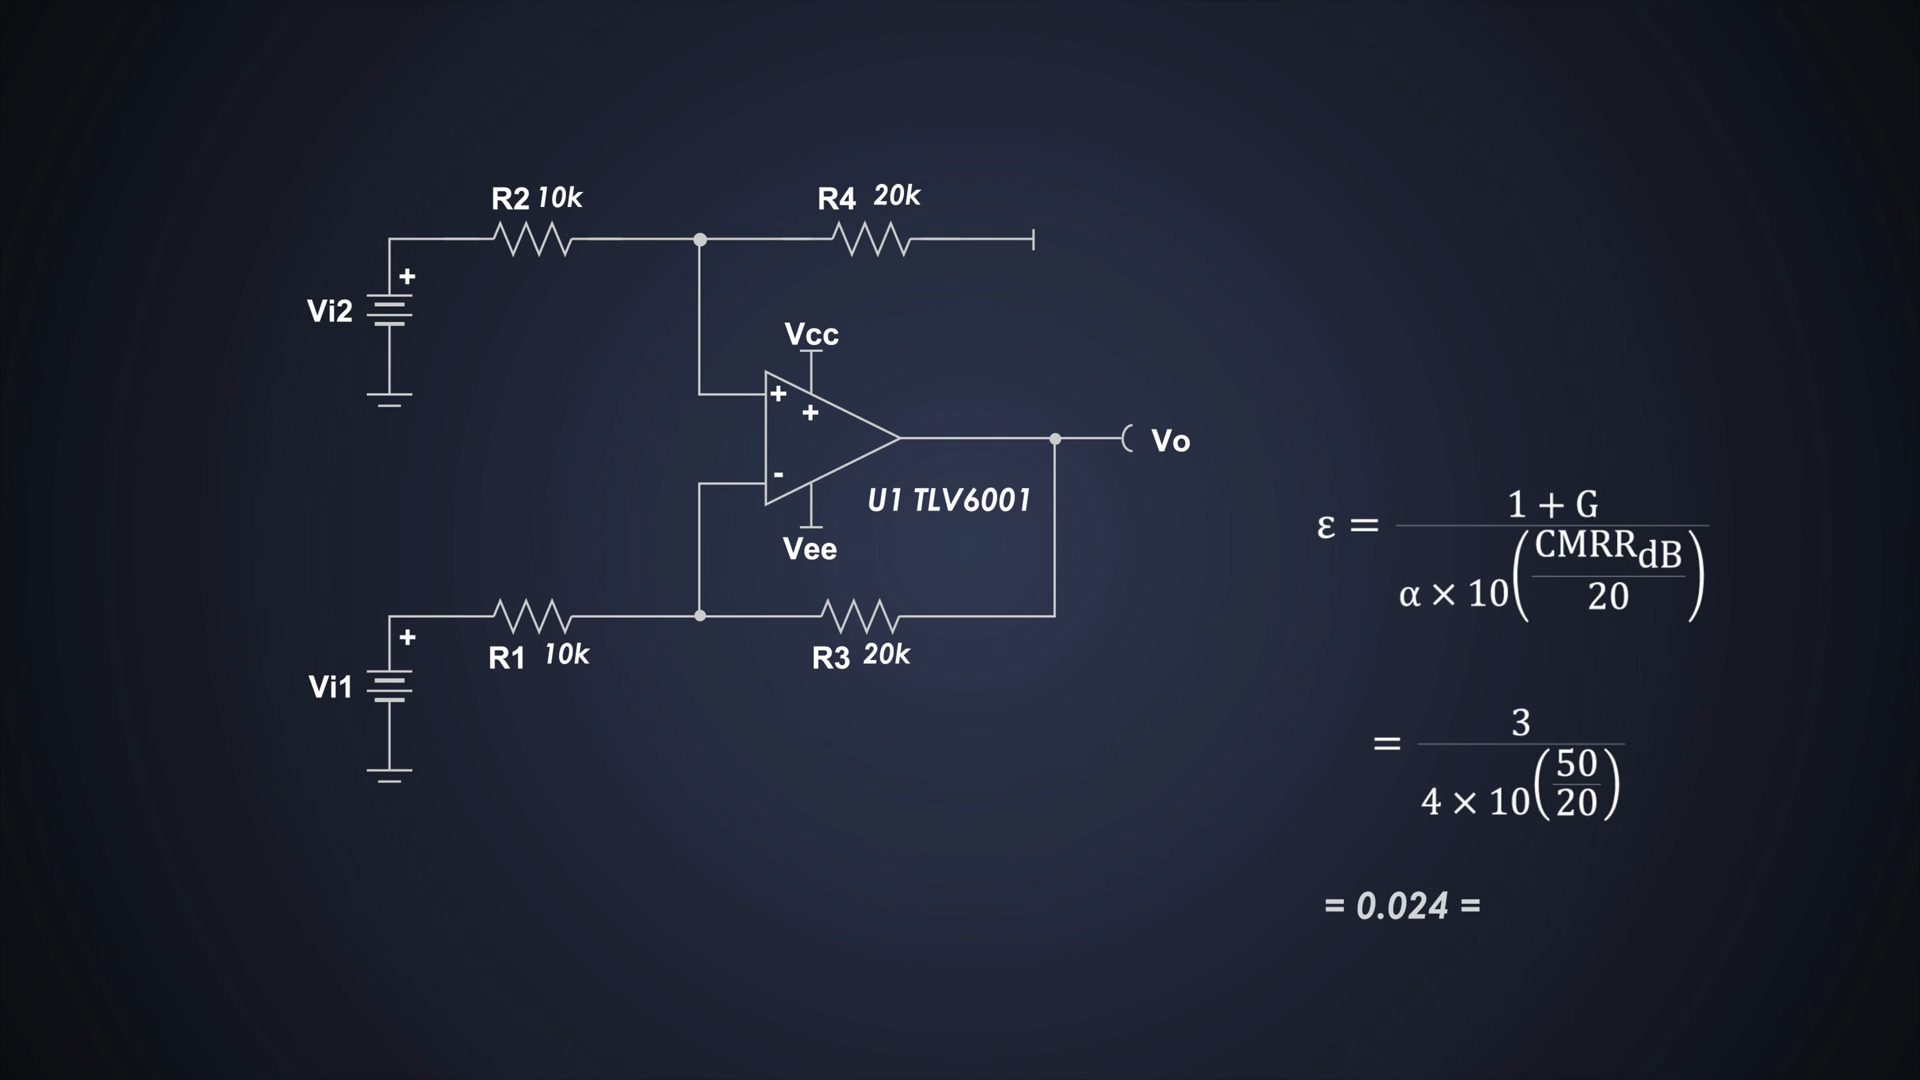 R2 10k
R4 20k
+
Vi2
Vcc
+
+
Vo
-
U1 TLV6001
Vee
+
R1 10k
R3 20k
Vi1
ε = 1 + G
α × 10(CMRRdB
20)
= 3
4 × 10(50
20)
= 0.024 =